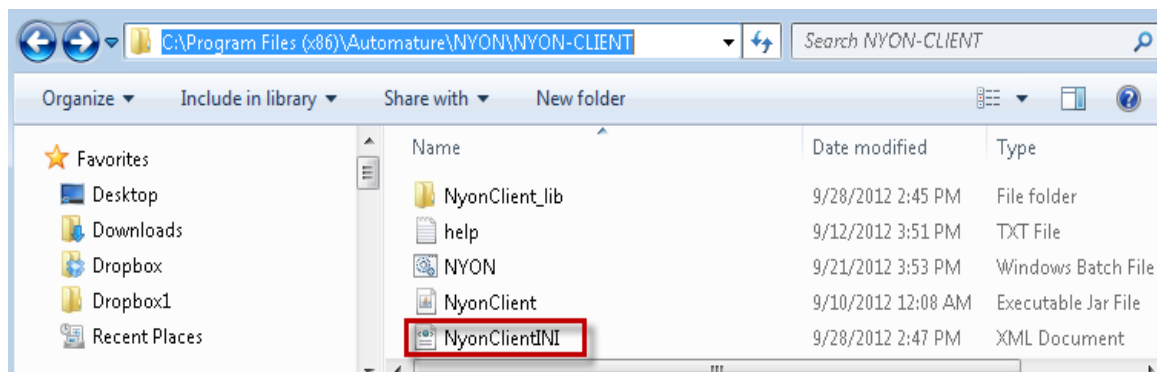 C:\Program Files (x86)\Automature\NYON\NYON-CLIENT Search NYON-CLIENT
Organize Include in library Share with New folder
Name Date modified Type
Favorites
Desktop NyonClient_lib 9/28/2012 2:45 PM File folder
Downloads help 9/12/2012 3:51 PM TXT File
Dropbox NYON 9/21/2012 3:53 PM Windows Batch File
Dropbox1 NyonClient 9/10/2012 12:08 AM Executable Jar File
Recent Places NyonClientINI 9/28/2012 2:47 PM XML Document